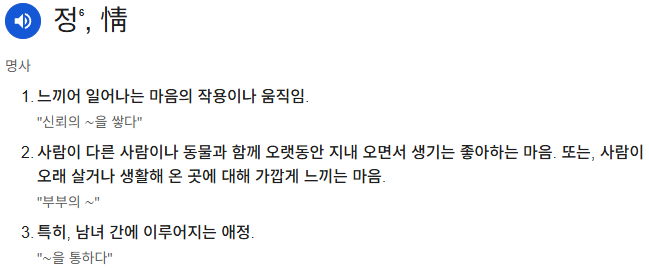 정⁶, 情
명사
1. 느끼어 일어나는 마음의 작용이나 움직임.
"신뢰의 ~을 쌓다"
2. 사람이 다른 사람이나 동물과 함께 오랫동안 지내 오면서 생기는 좋아하는 마음. 또는, 사람이
오래 살거나 생활해 온 곳에 대해 가깝게 느끼는 마음.
"부부의 ~"
3. 특히, 남녀 간에 이루어지는 애정.
"~을 통하다"